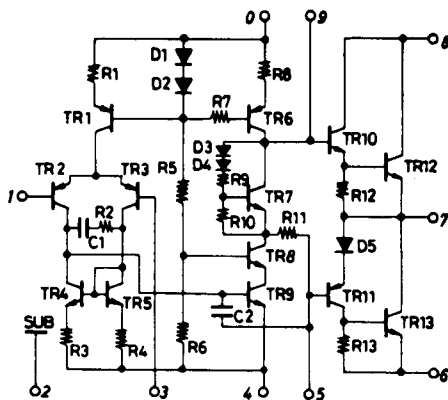 0 9
D1 8
R1 D2 R8
R7
TR1 TR6
TR10
D3
D4 TR12
TR2 TR3 R5 R9
TR7 R12
1 R2 R10 R11 7
C1
D5
TR8
TR4 TR5 TR9 TR11
TR13
C2
SUB R3 R4 R6 R13
2 3 4 5 6